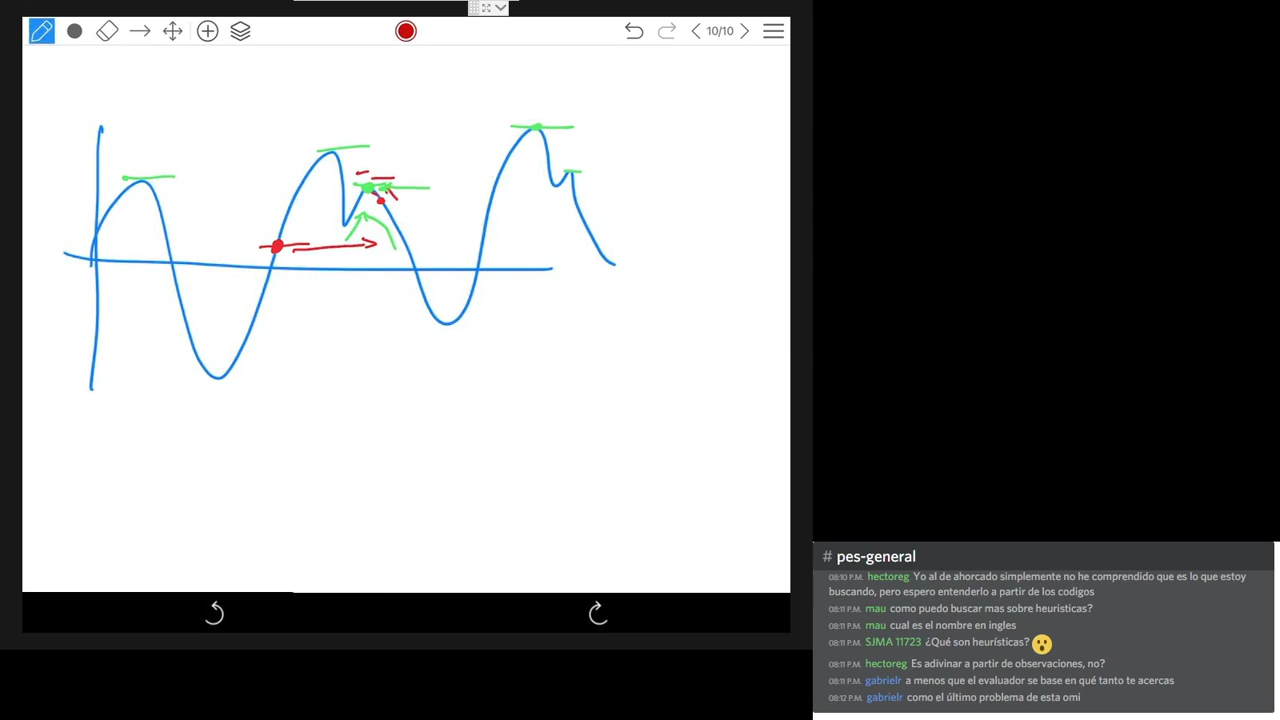 10/10
# pes-general
08:10 P.M. hectoreg Yo al de ahorcado simplemente no he comprendido que es lo que estoy
buscando, pero espero entenderlo a partir de los codigos
08:11 P.M. mau como puedo buscar mas sobre heuristicas?
08:11 P.M. mau cual es el nombre en ingles
08:11 P.M. SJMA 11723 ¿Qué son heurísticas? 😮
08:11 P.M. hectoreg Es adivinar a partir de observaciones, no?
08:11 P.M. gabrielr a menos que el evaluador se base en qué tanto te acercas
08:12 P.M. gabrielr como el último problema de esta omi